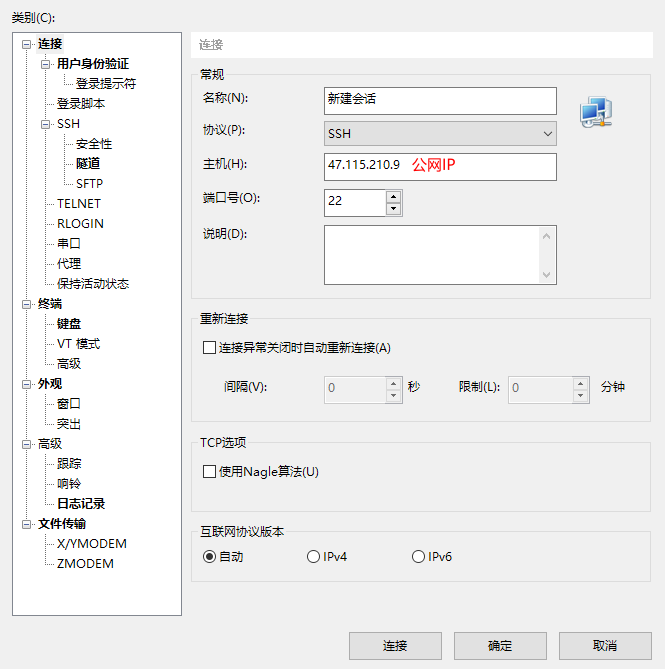 类别(C):
连接
用户身份验证
登录提示符
登录脚本
SSH
安全性
隧道
SFTP
TELNET
RLOGIN
串口
代理
保持活动状态
终端
键盘
VT 模式
高级
外观
窗口
突出
高级
跟踪
响铃
日志记录
文件传输
X/YMODEM
ZMODEM
连接
常规
名称(N): 新建会话
协议(P): SSH
主机(H): 47.115.210.9 公网IP
端口号(O): 22
说明(D):
重新连接
连接异常关闭时自动重新连接(A)
间隔(V): 0 秒 限制(L): 0 分钟
TCP选项
使用Nagle算法(U)
互联网协议版本
自动 IPv4 IPv6
连接 确定 取消